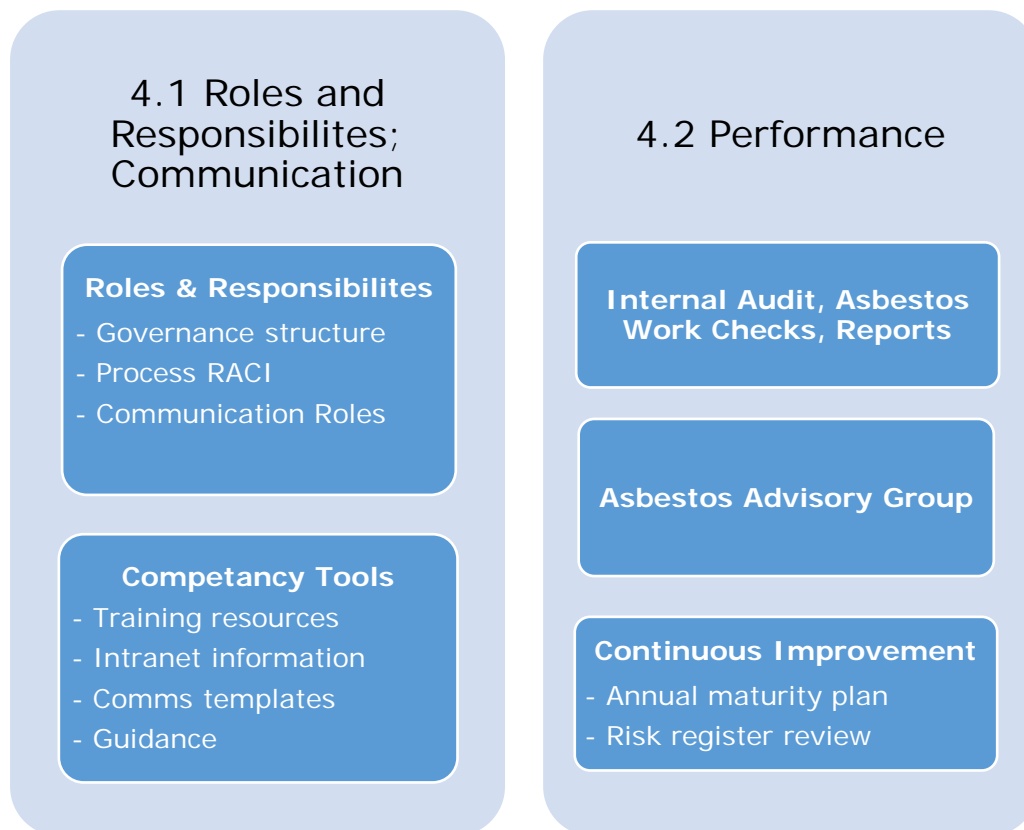 4.1 Roles and
Responsibilites;
Communication
Roles & Responsibilites
- Governance structure
- Process RACI
- Communication Roles
Competancy Tools
- Training resources
- Intranet information
- Comms templates
- Guidance
4.2 Performance
Internal Audit, Asbestos
Work Checks, Reports
Asbestos Advisory Group
Continuous Improvement
- Annual maturity plan
- Risk register review